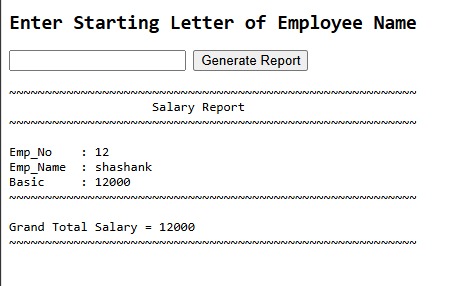 Enter Starting Letter of Employee Name
Generate Report
~~~~~~~~~~~~~~~~~~~~~~~~~~~~~~~~~~~~~~~~~~~~~~~~~~~~~~~~~
Salary Report
~~~~~~~~~~~~~~~~~~~~~~~~~~~~~~~~~~~~~~~~~~~~~~~~~~~~~~~~~
Emp_No    : 12
Emp_Name  : shashank
Basic     : 12000
~~~~~~~~~~~~~~~~~~~~~~~~~~~~~~~~~~~~~~~~~~~~~~~~~~~~~~~~~
Grand Total Salary = 12000
~~~~~~~~~~~~~~~~~~~~~~~~~~~~~~~~~~~~~~~~~~~~~~~~~~~~~~~~~